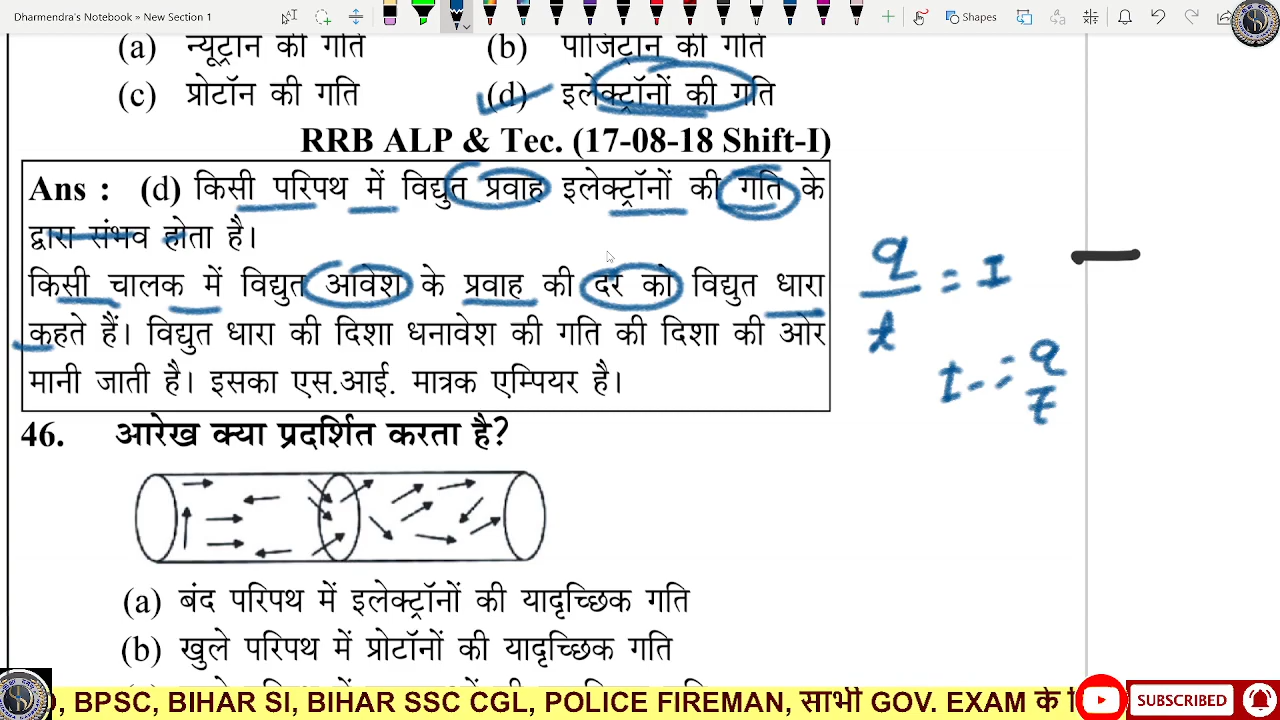 Dharmendra's Notebook » New Section 1
Shapes
(a) न्यूट्रान की गति (b) पाजिट्रान की गति
(c) प्रोटॉन की गति (d) इलेक्ट्रॉनों की गति
RRB ALP & Tec. (17-08-18 Shift-I)
Ans : (d) किसी परिपथ में विद्युत प्रवाह इलेक्ट्रॉनों की गति के
द्वारा संभव होता है।
किसी चालक में विद्युत आवेश के प्रवाह की दर को विद्युत धारा
कहते हैं। विद्युत धारा की दिशा धनावेश की गति की दिशा की ओर
मानी जाती है। इसका एस.आई. मात्रक एम्पियर है।
q/t = I
I = q/t
46. आरेख क्या प्रदर्शित करता है?
(a) बंद परिपथ में इलेक्ट्रॉनों की यादृच्छिक गति
(b) खुले परिपथ में प्रोटॉनों की यादृच्छिक गति
, BPSC, BIHAR SI, BIHAR SSC CGL, POLICE FIREMAN, साभी GOV. EXAM के
SUBSCRIBED